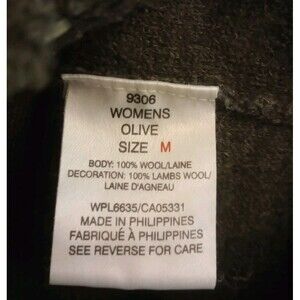 9306
WOMENS
OLIVE
SIZE M
BODY: 100% WOOL/LAINE
DECORATION: 100% LAMBS WOOL/
LAINE D'AGNEAU
WPL6635/CA05331
MADE IN PHILIPPINES
FABRIQUÉ À PHILIPPINES
SEE REVERSE FOR CARE